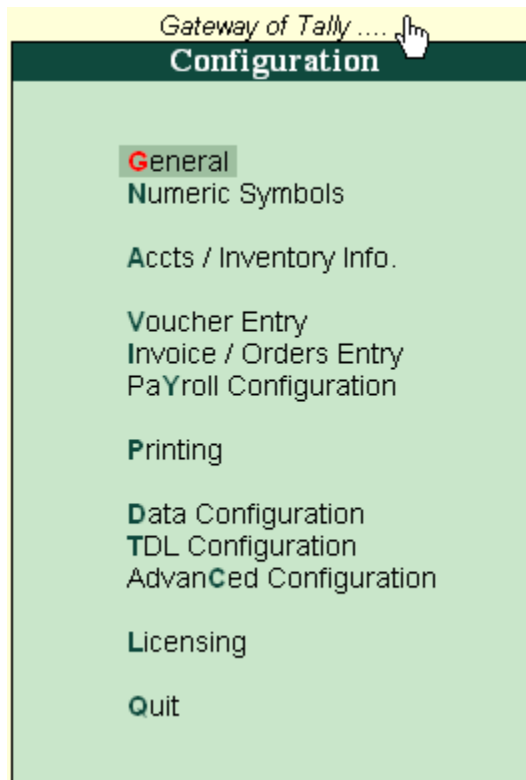 Gateway of Tally ....
Configuration
General
Numeric Symbols
Accts / Inventory Info.
Voucher Entry
Invoice / Orders Entry
PaYroll Configuration
Printing
Data Configuration
TDL Configuration
AdvanCed Configuration
Licensing
Quit